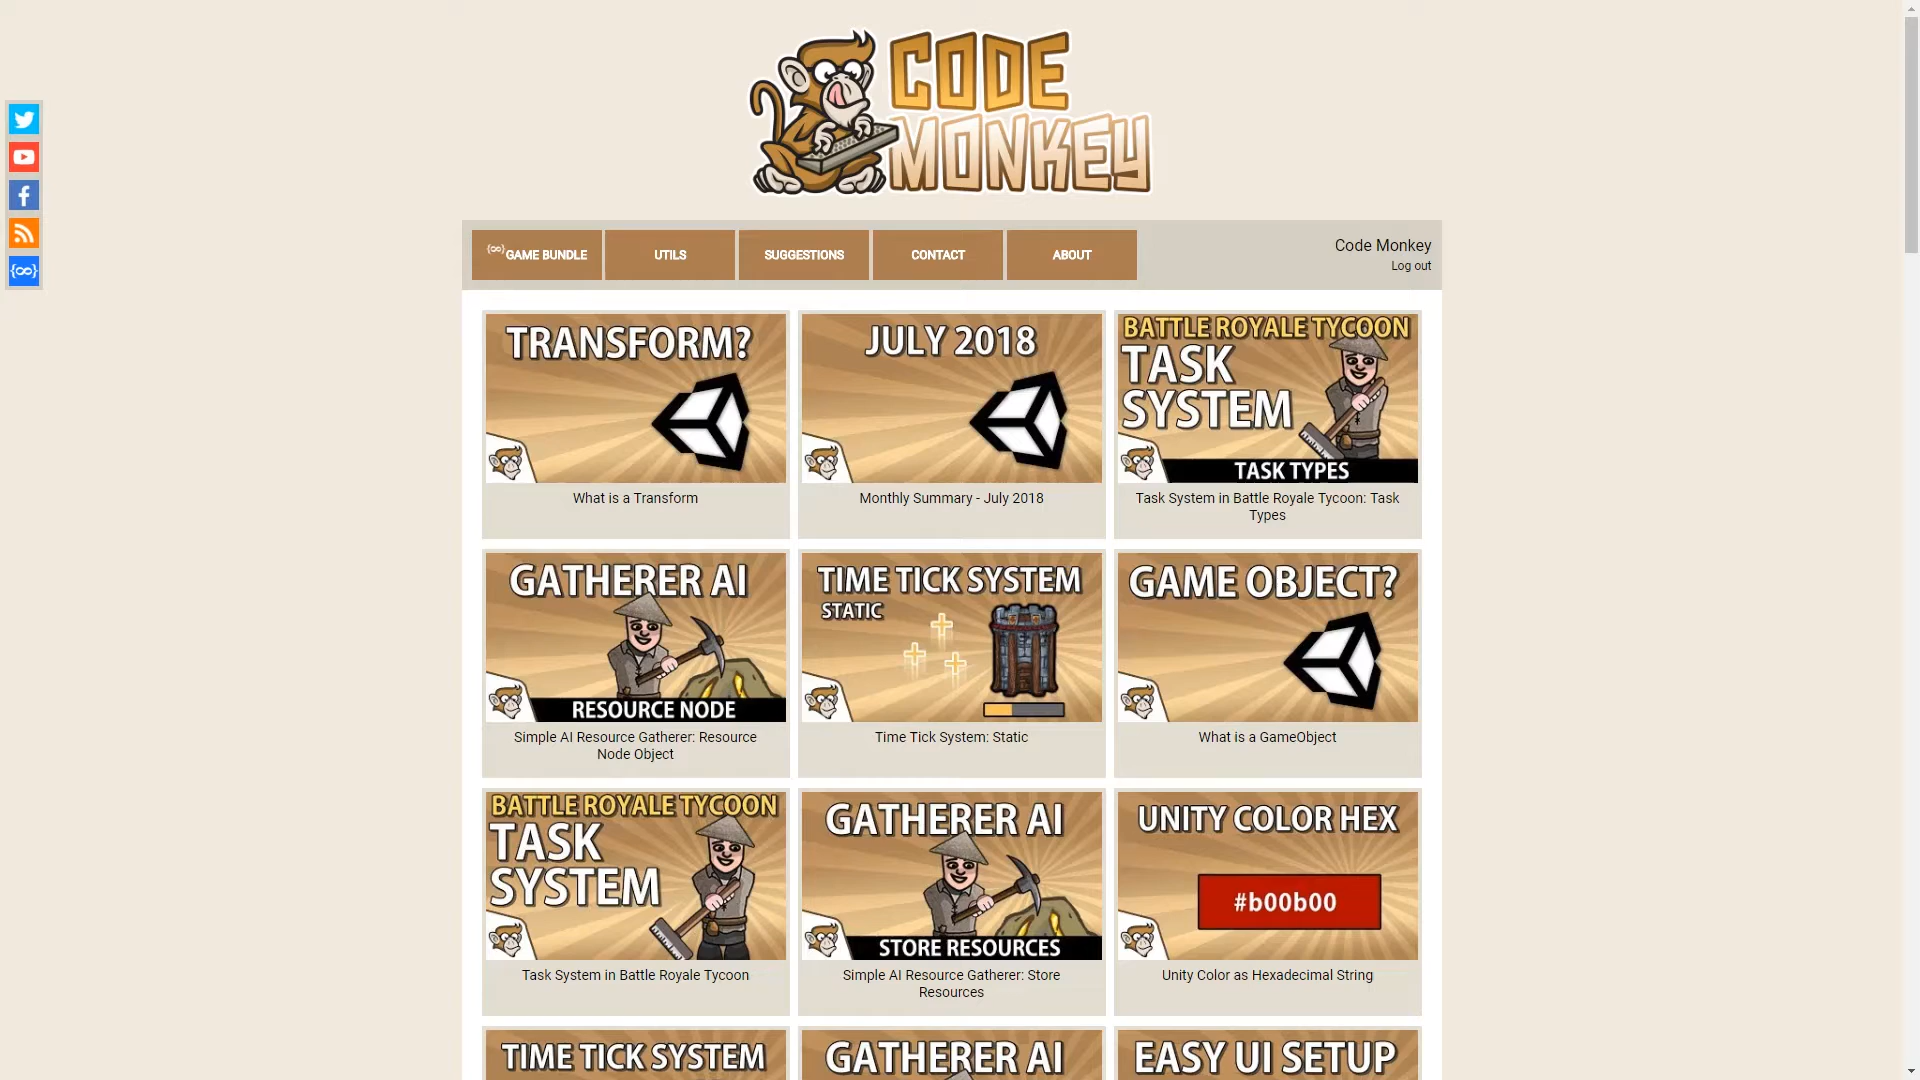 CODE
MONKEY
{∞}GAME BUNDLE
UTILS
SUGGESTIONS
CONTACT
ABOUT
Code Monkey
Log out
{∞}
TRANSFORM?
What is a Transform
JULY 2018
Monthly Summary - July 2018
BATTLE ROYALE TYCOON
TASK
SYSTEM
TASK TYPES
Task System in Battle Royale Tycoon: Task
Types
GATHERER AI
RESOURCE NODE
Simple AI Resource Gatherer: Resource
Node Object
TIME TICK SYSTEM
STATIC
Time Tick System: Static
GAME OBJECT?
What is a GameObject
BATTLE ROYALE TYCOON
TASK
SYSTEM
Task System in Battle Royale Tycoon
GATHERER AI
STORE RESOURCES
Simple AI Resource Gatherer: Store
Resources
UNITY COLOR HEX
#b00b00
Unity Color as Hexadecimal String
TIME TICK SYSTEM
GATHERER AI
EASY UI SETUP